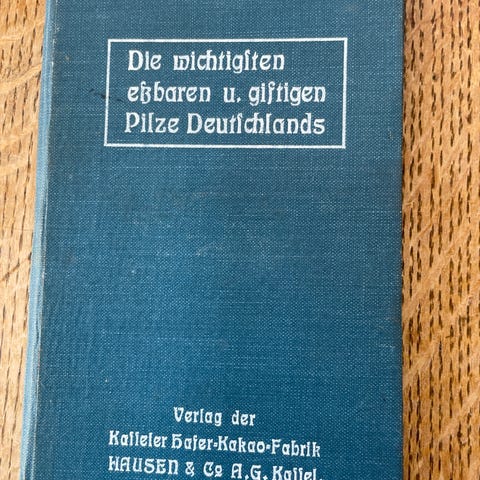 Die wichtigſten
eßbaren u. giftigen
Pilze Deutſchlands
Verlag der
Kaſſeler Hafer-Kakao-Fabrik
HAUSEN & Co A.G. Kaſſel.